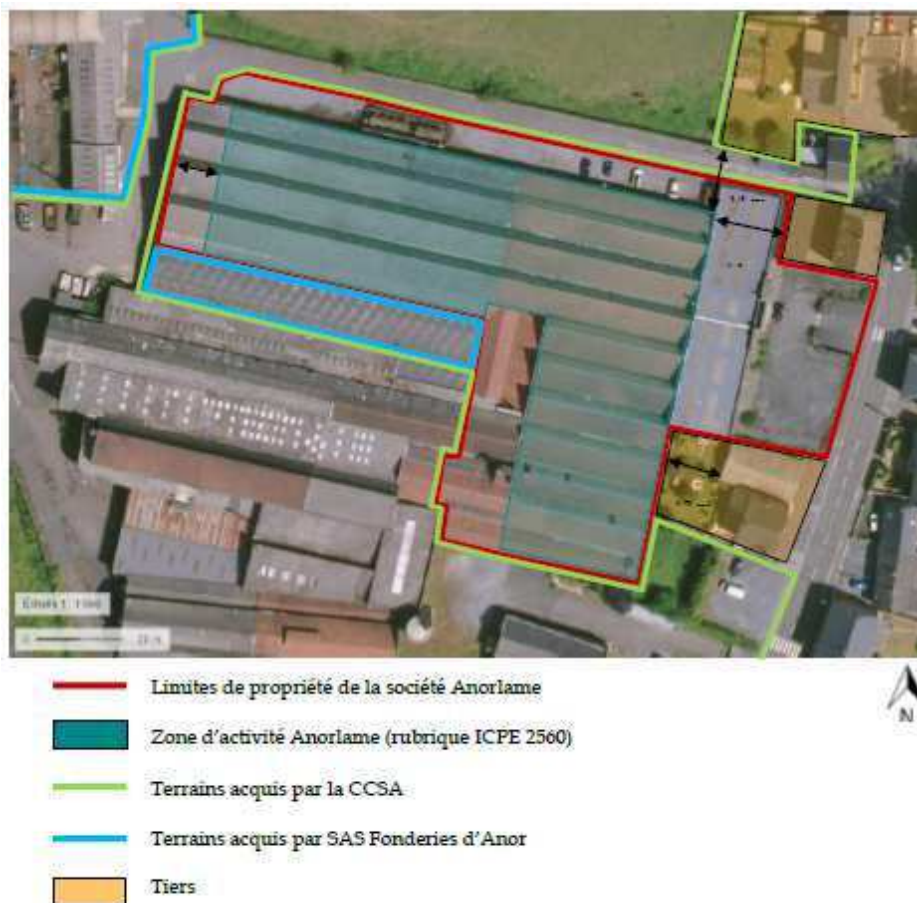 Limites de propriété de la société Anorlame
N
Zone d'activité Anorlame (rubrique ICPE 2560)
Terrains acquis par la CCSA
Terrains acquis par SAS Fonderies d'Anor
Tiers